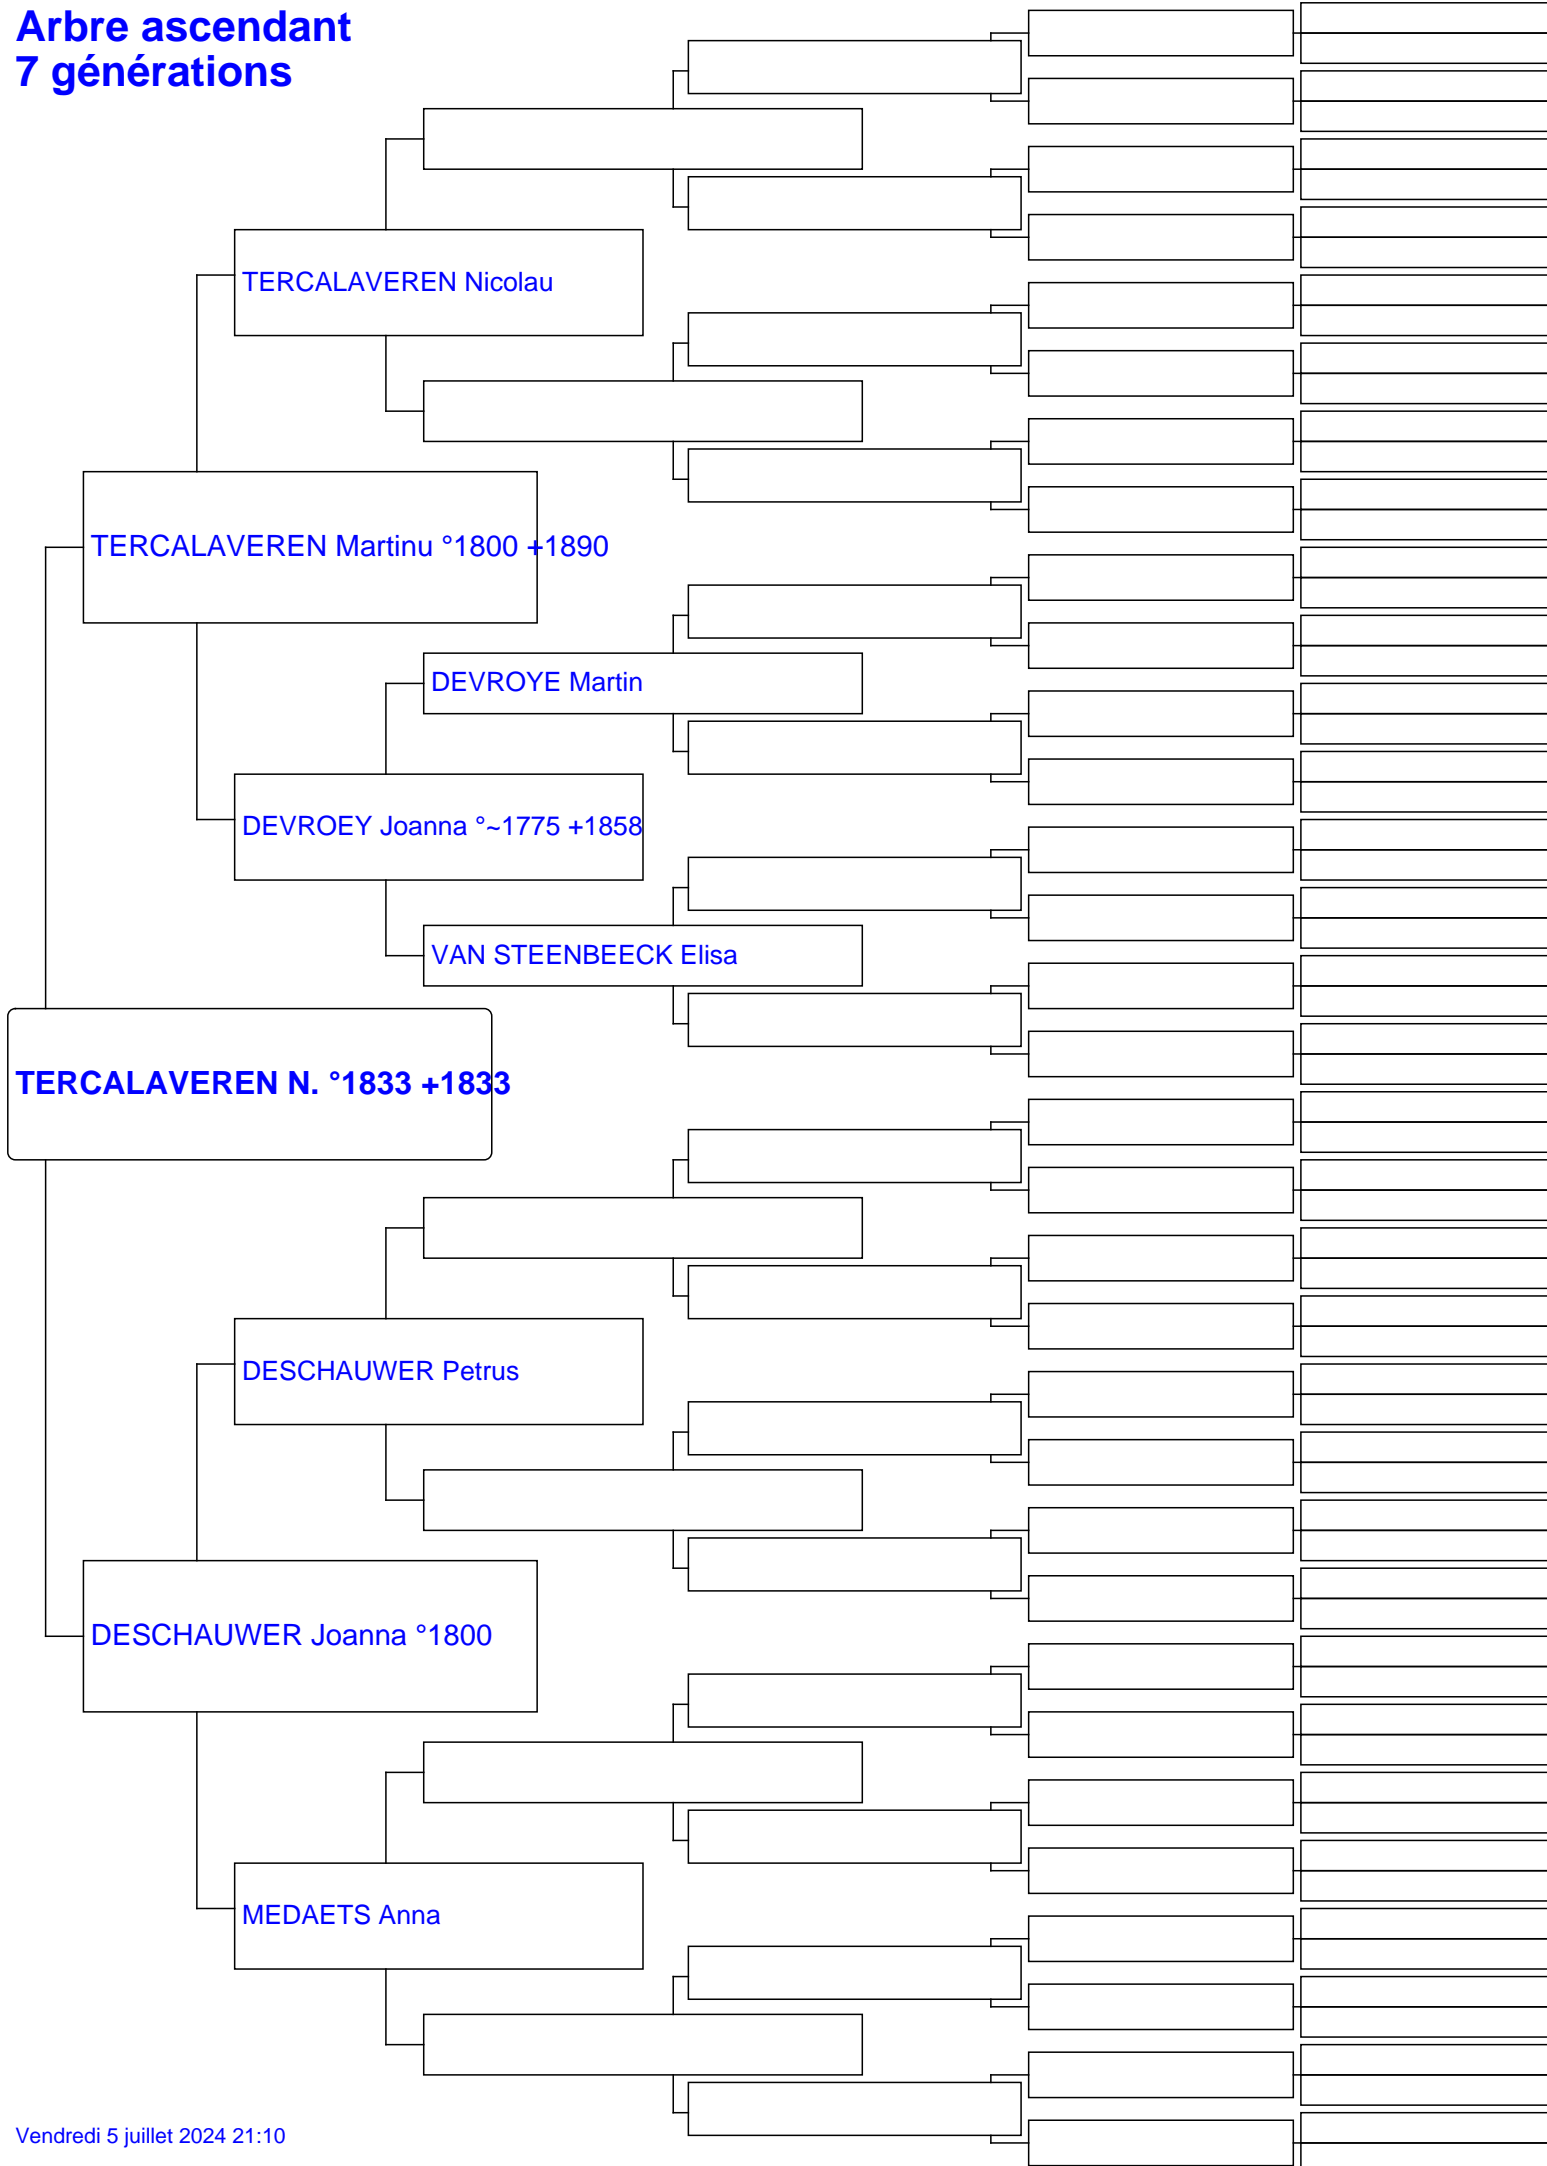 Arbre ascendant
7 générations
TERCALAVEREN Nicolau
TERCALAVEREN Martinu °1800 +1890
DEVROYE Martin
DEVROEY Joanna °~1775 +1858
VAN STEENBEECK Elisa
TERCALAVEREN N. °1833 +1833
DESCHAUWER Petrus
DESCHAUWER Joanna °1800
MEDAETS Anna
Vendredi 5 juillet 2024 21:10